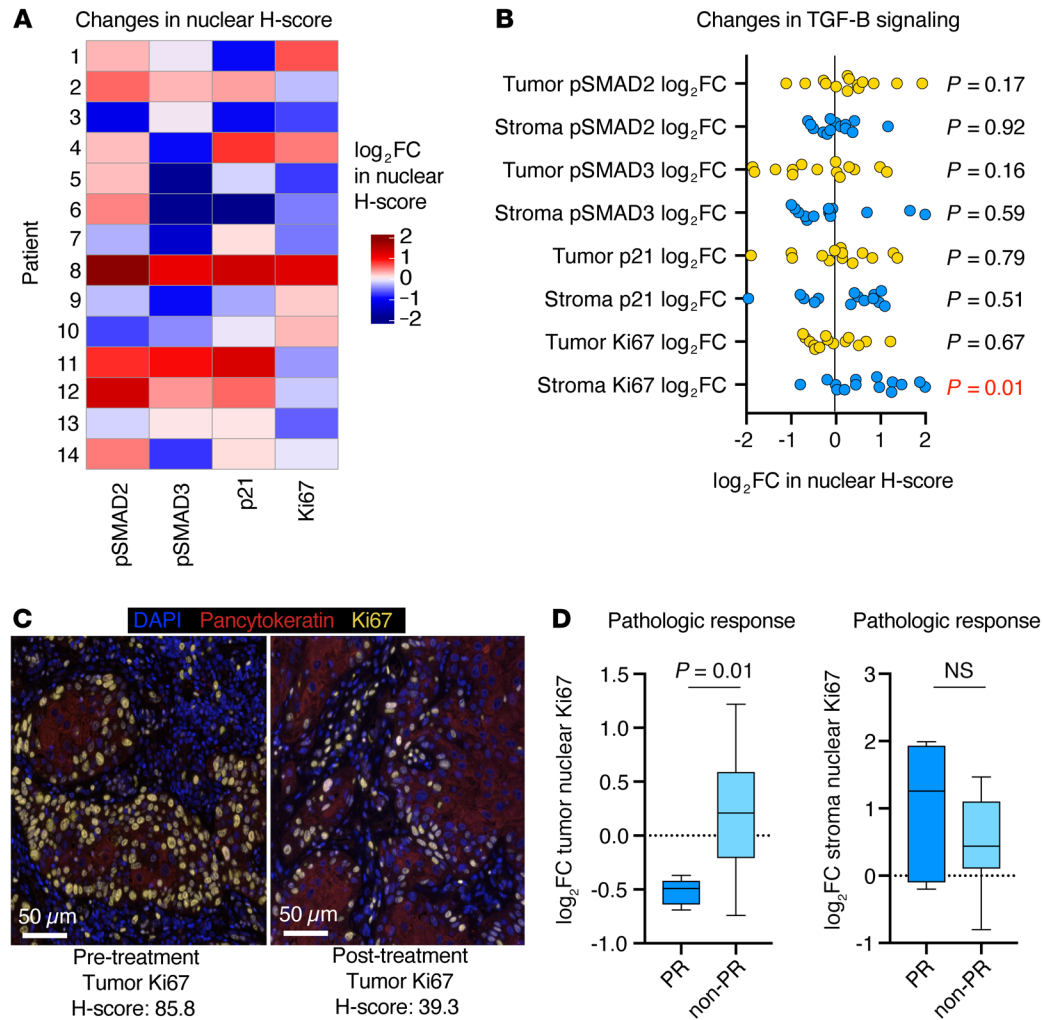 A
Changes in nuclear H-score
1
2
3
4
5
6
7
8
9
10
11
12
13
14
Patient
pSMAD2
pSMAD3
p21
Ki67
log2FC
in nuclear
H-score
2
1
0
−1
−2
B
Changes in TGF-B signaling
Tumor pSMAD2 log2FC P = 0.17
Stroma pSMAD2 log2FC P = 0.92
Tumor pSMAD3 log2FC P = 0.16
Stroma pSMAD3 log2FC P = 0.59
Tumor p21 log2FC P = 0.79
Stroma p21 log2FC P = 0.51
Tumor Ki67 log2FC P = 0.67
Stroma Ki67 log2FC P = 0.01
-2 -1 0 1 2
log2FC in nuclear H-score
C
DAPI Pancytokeratin Ki67
50 µm
50 µm
Pre-treatment
Tumor Ki67
H-score: 85.8
Post-treatment
Tumor Ki67
H-score: 39.3
D
Pathologic response
P = 0.01
log2FC tumor nuclear Ki67
1.5
1.0
0.5
0.0
-0.5
-1.0
PR
non-PR
Pathologic response
NS
log2FC stroma nuclear Ki67
3
2
1
0
-1
PR
non-PR